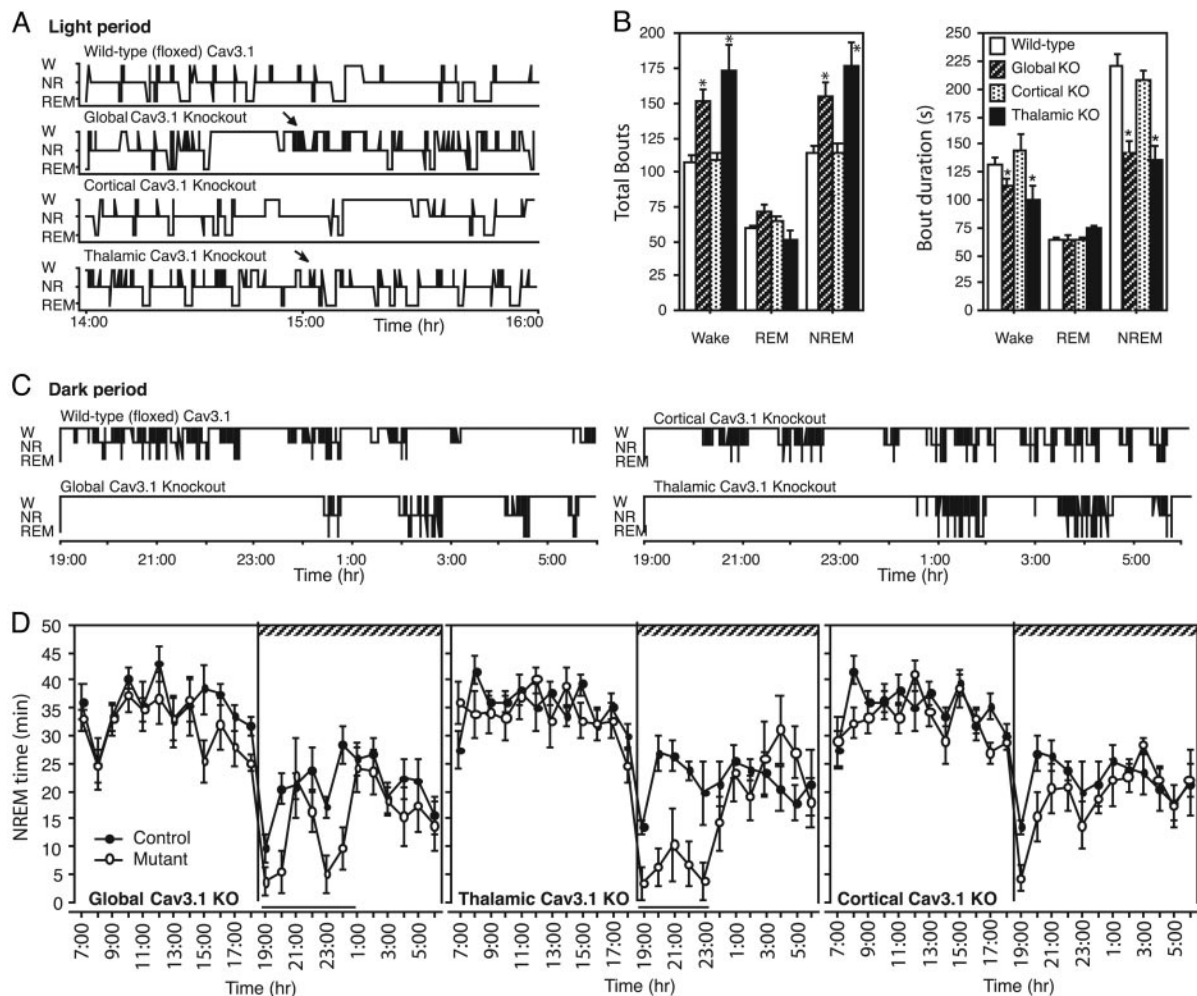 A Light period
Wild-type (floxed) Cav3.1
W
NR
REM
Global Cav3.1 Knockout
W
NR
REM
Cortical Cav3.1 Knockout
W
NR
REM
Thalamic Cav3.1 Knockout
W
NR
REM
14:00 15:00 16:00
Time (hr)
B
200
175
150
125
100
75
50
25
0
Total Bouts
* * * *
Wake REM NREM
250
225
200
175
150
125
100
75
50
25
0
Bout duration (s)
Wild-type
Global KO
Cortical KO
Thalamic KO
* * * *
Wake REM NREM
C Dark period
Wild-type (floxed) Cav3.1
W
NR
REM
Global Cav3.1 Knockout
W
NR
REM
19:00 21:00 23:00 1:00 3:00 5:00
Time (hr)
Cortical Cav3.1 Knockout
W
NR
REM
Thalamic Cav3.1 Knockout
W
NR
REM
19:00 21:00 23:00 1:00 3:00 5:00
Time (hr)
D
50
45
40
35
30
25
20
15
10
5
0
NREM time (min)
Control
Mutant
Global Cav3.1 KO
7:00 9:00 11:00 13:00 15:00 17:00 19:00 21:00 23:00 1:00 3:00 5:00
Time (hr)
Thalamic Cav3.1 KO
7:00 9:00 11:00 13:00 15:00 17:00 19:00 21:00 23:00 1:00 3:00 5:00
Time (hr)
Cortical Cav3.1 KO
7:00 9:00 11:00 13:00 15:00 17:00 19:00 21:00 23:00 1:00 3:00 5:00
Time (hr)